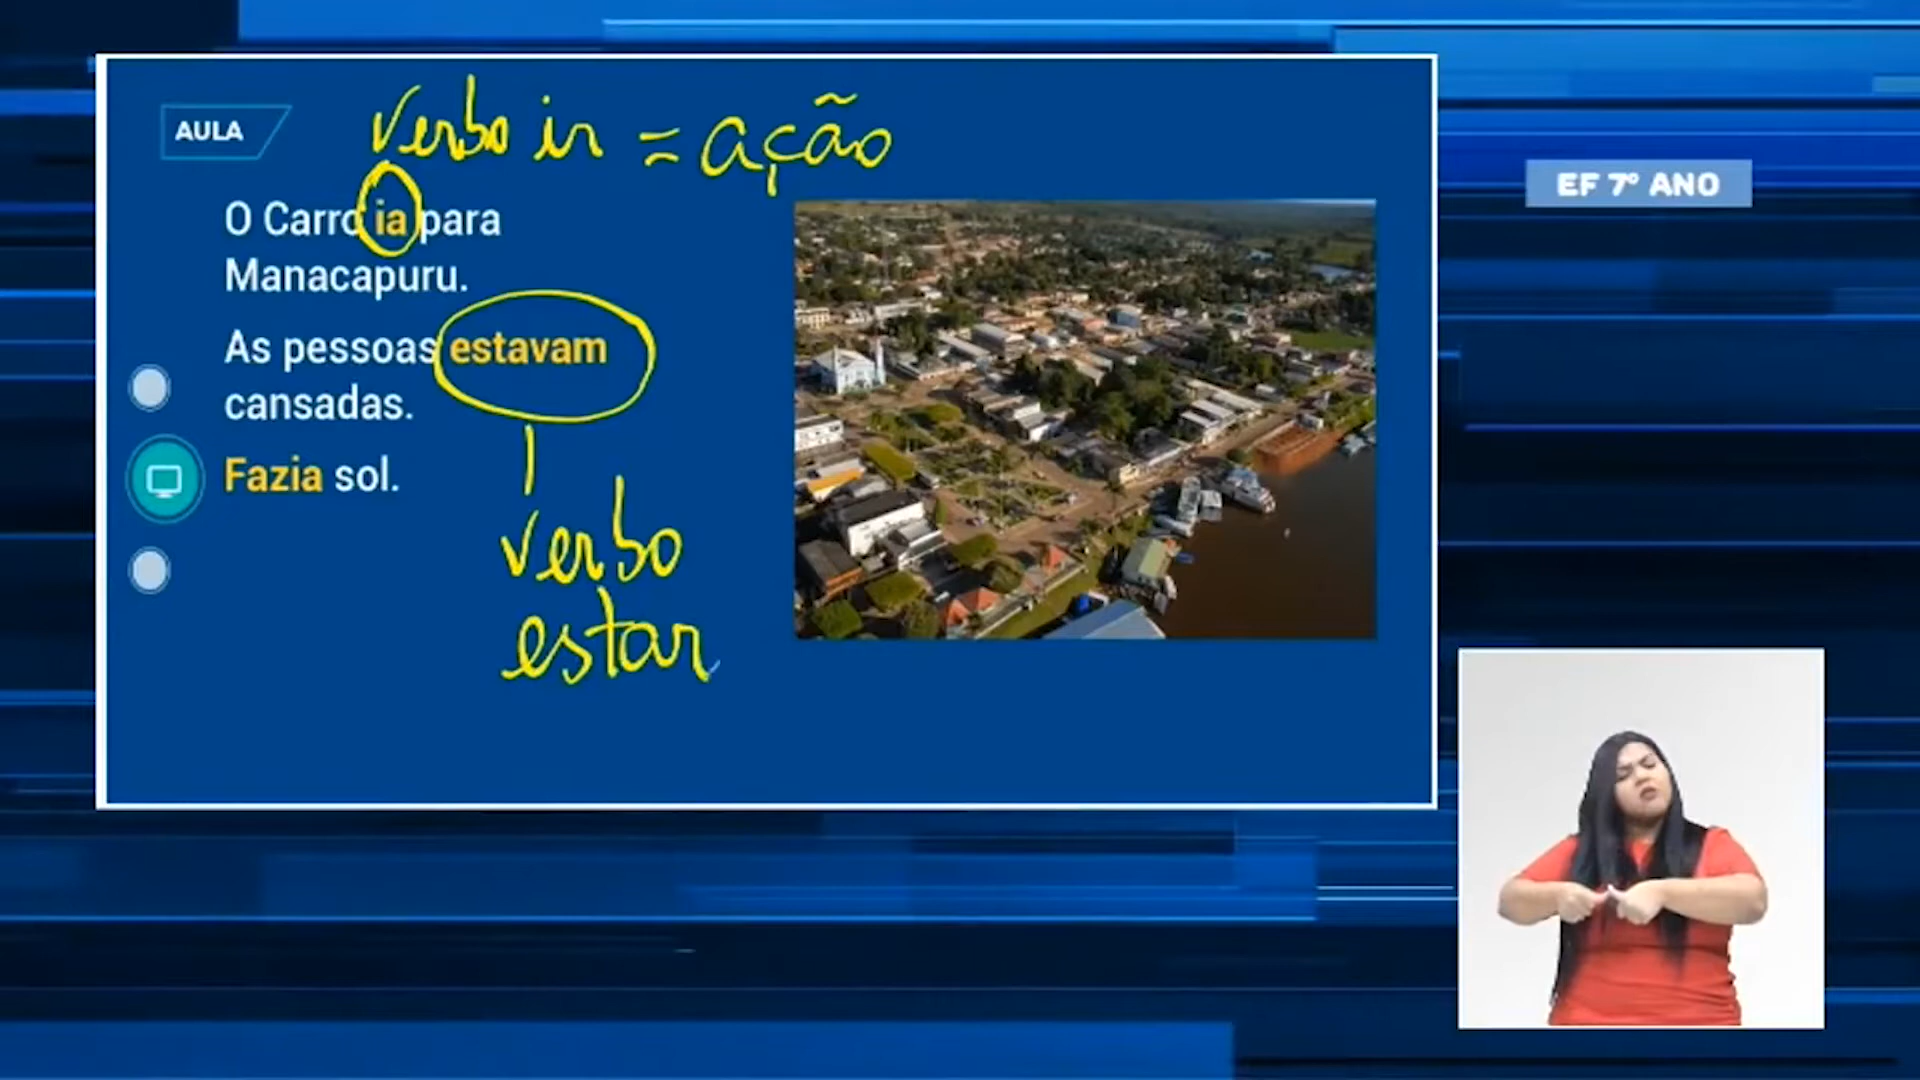 AULA
verbo ir = ação
O Carro ia para
Manacapuru.
As pessoas estavam
cansadas.
Fazia sol.
verbo
estar
EF 7º ANO